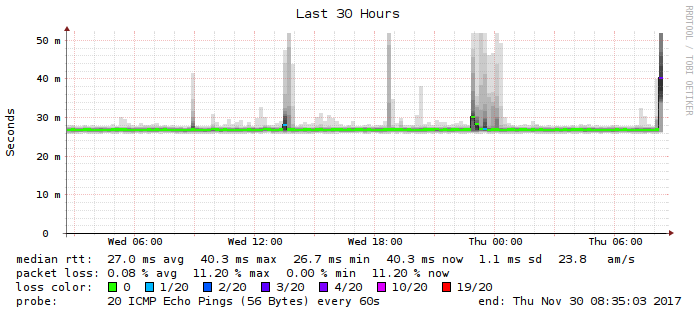 Last 30 Hours
RRDTOOL / TOBI OETIKER
Seconds
50 m
40 m
30 m
20 m
10 m
0
Wed 06:00 Wed 12:00 Wed 18:00 Thu 00:00 Thu 06:00
median rtt: 27.0 ms avg 40.3 ms max 26.7 ms min 40.3 ms now 1.1 ms sd 23.8 am/s
packet loss: 0.08 % avg 11.20 % max 0.00 % min 11.20 % now
loss color: 0 1/20 2/20 3/20 4/20 10/20 19/20
probe: 20 ICMP Echo Pings (56 Bytes) every 60s end: Thu Nov 30 08:35:03 2017